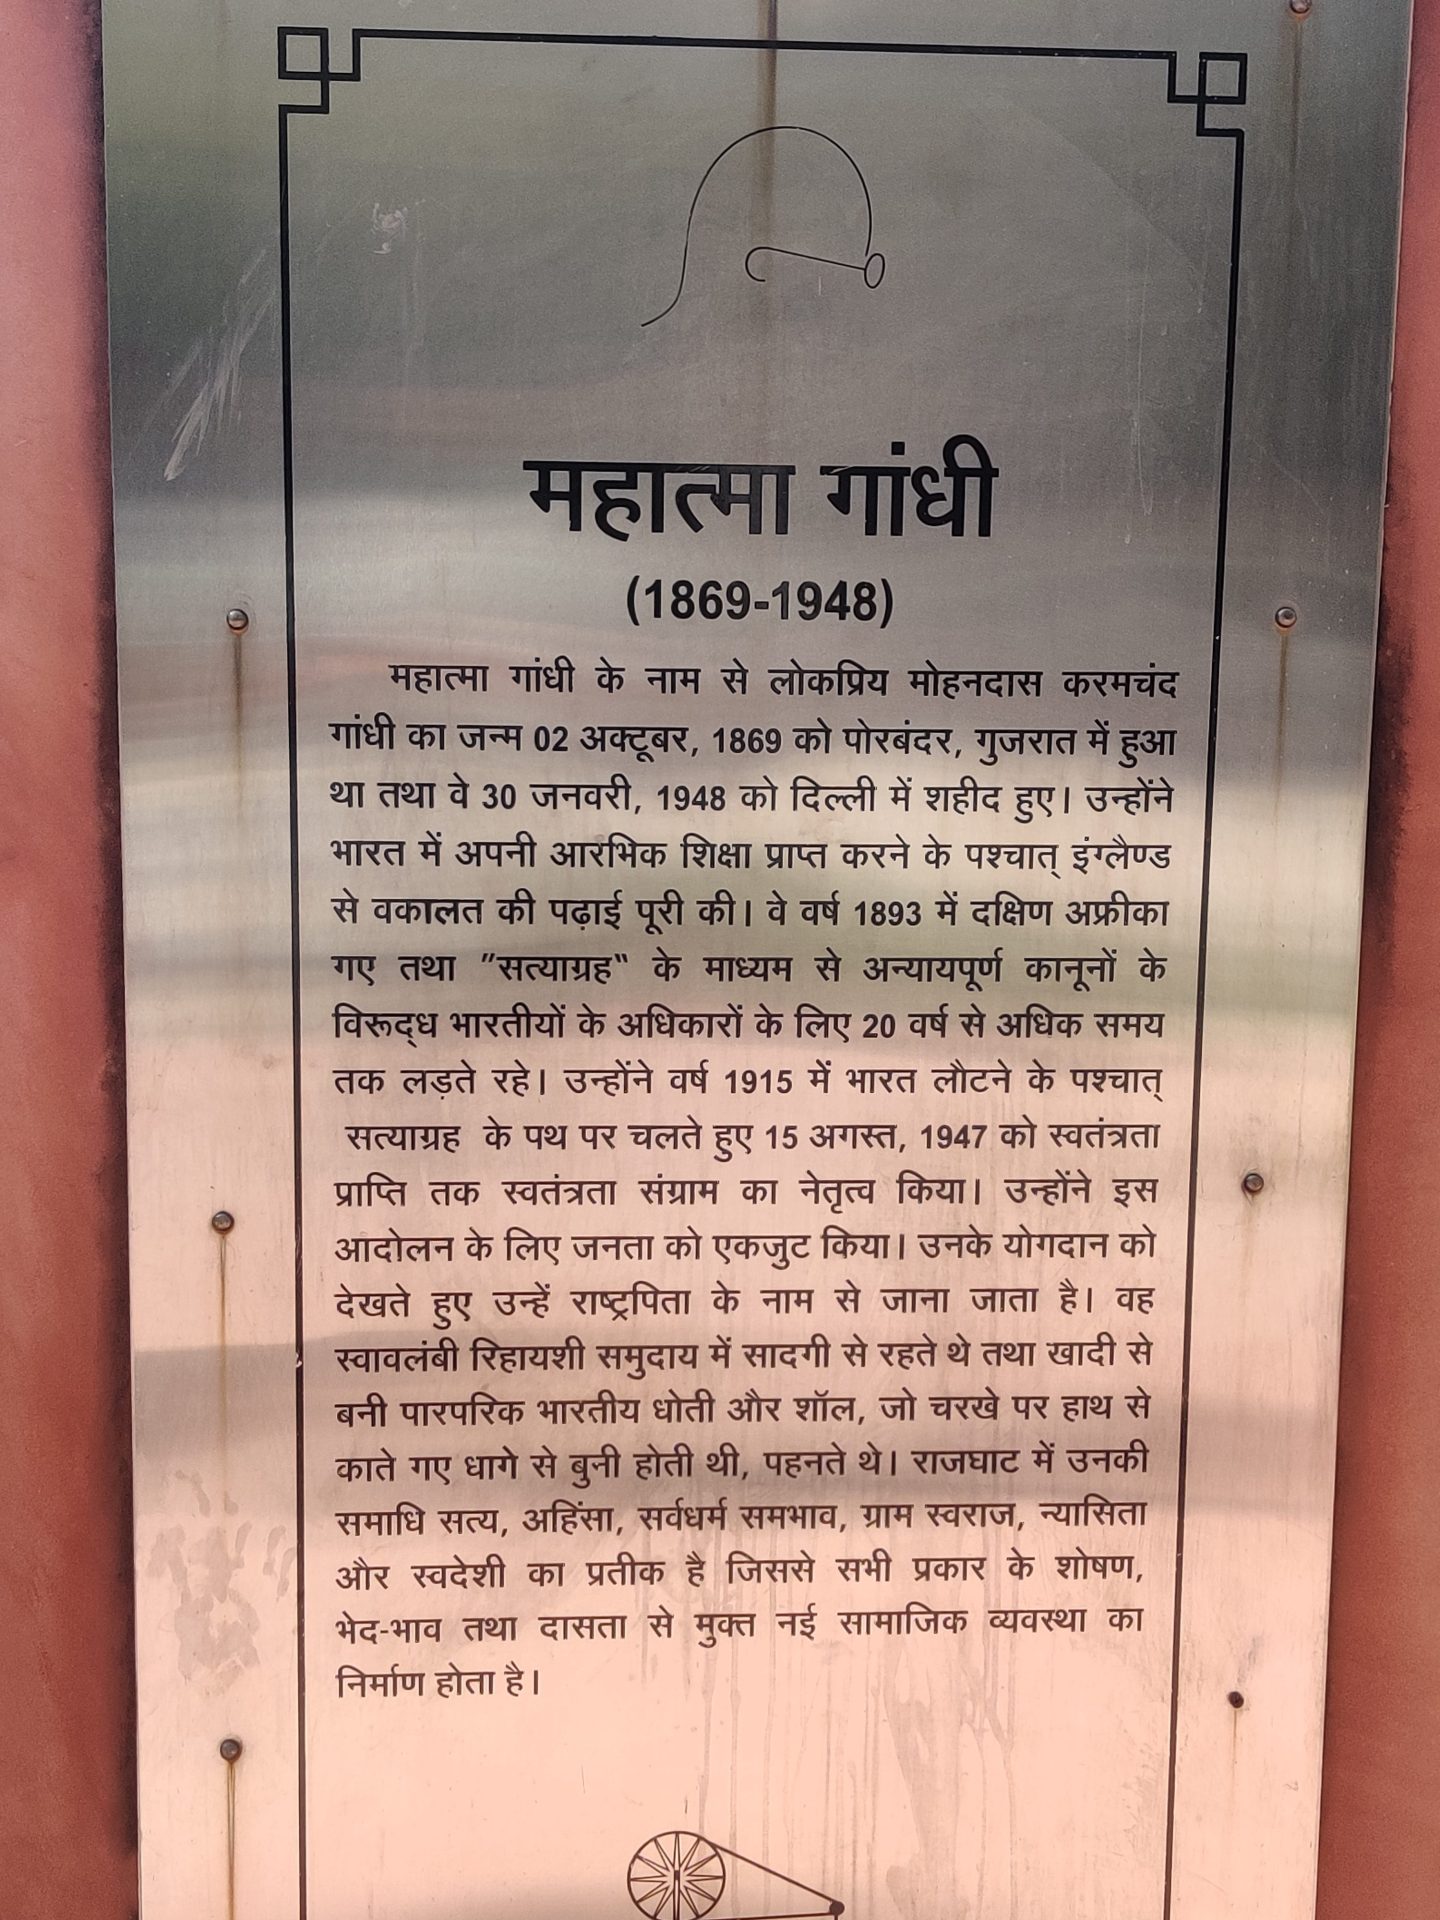 महात्मा गांधी
(1869-1948)
महात्मा गांधी के नाम से लोकप्रिय मोहनदास करमचंद
गांधी का जन्म 02 अक्टूबर, 1869 को पोरबंदर, गुजरात में हुआ
था तथा वे 30 जनवरी, 1948 को दिल्ली में शहीद हुए। उन्होंने
भारत में अपनी आरभिक शिक्षा प्राप्त करने के पश्चात् इंग्लैण्ड
से वकालत की पढ़ाई पूरी की। वे वर्ष 1893 में दक्षिण अफ्रीका
गए तथा "सत्याग्रह" के माध्यम से अन्यायपूर्ण कानूनों के
विरूद्ध भारतीयों के अधिकारों के लिए 20 वर्ष से अधिक समय
तक लड़ते रहे। उन्होंने वर्ष 1915 में भारत लौटने के पश्चात्
सत्याग्रह के पथ पर चलते हुए 15 अगस्त, 1947 को स्वतंत्रता
प्राप्ति तक स्वतंत्रता संग्राम का नेतृत्व किया। उन्होंने इस
आदोलन के लिए जनता को एकजुट किया। उनके योगदान को
देखते हुए उन्हें राष्ट्रपिता के नाम से जाना जाता है। वह
स्वावलंबी रिहायशी समुदाय में सादगी से रहते थे तथा खादी से
बनी पारपरिक भारतीय धोती और शॉल, जो चरखे पर हाथ से
काते गए धागे से बुनी होती थी, पहनते थे। राजघाट में उनकी
समाधि सत्य, अहिंसा, सर्वधर्म समभाव, ग्राम स्वराज, न्यासिता
और स्वदेशी का प्रतीक है जिससे सभी प्रकार के शोषण,
भेद-भाव तथा दासता से मुक्त नई सामाजिक व्यवस्था का
निर्माण होता है।